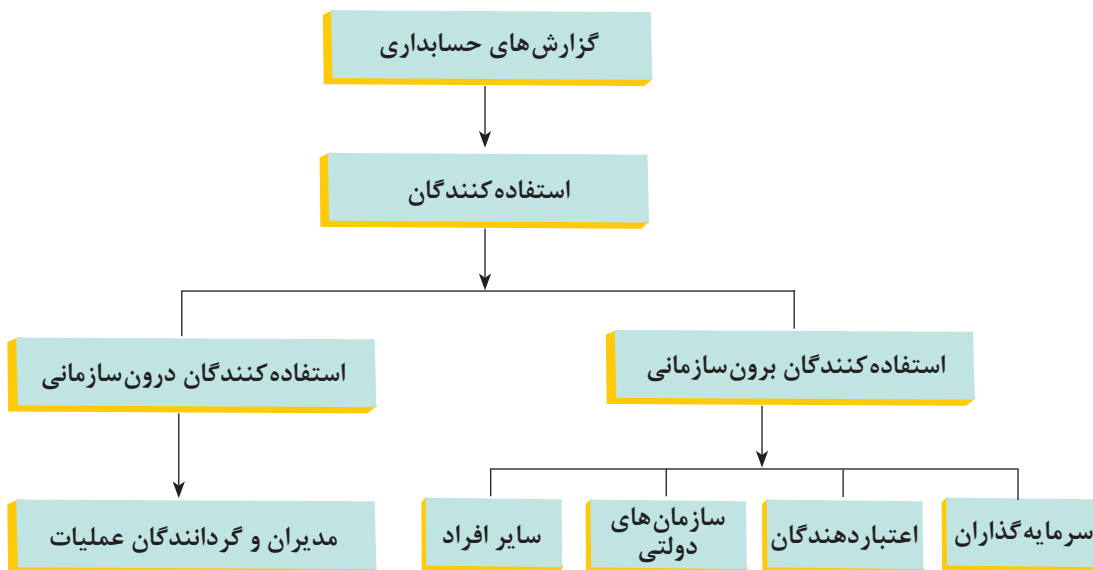 گزارش‌های حسابداری
استفاده‌کنندگان
استفاده‌کنندگان برون‌سازمانی
استفاده‌کنندگان درون‌سازمانی
سرمایه‌گذاران
اعتباردهندگان
سازمان‌های
دولتی
سایر افراد
مدیران و گردانندگان عملیات